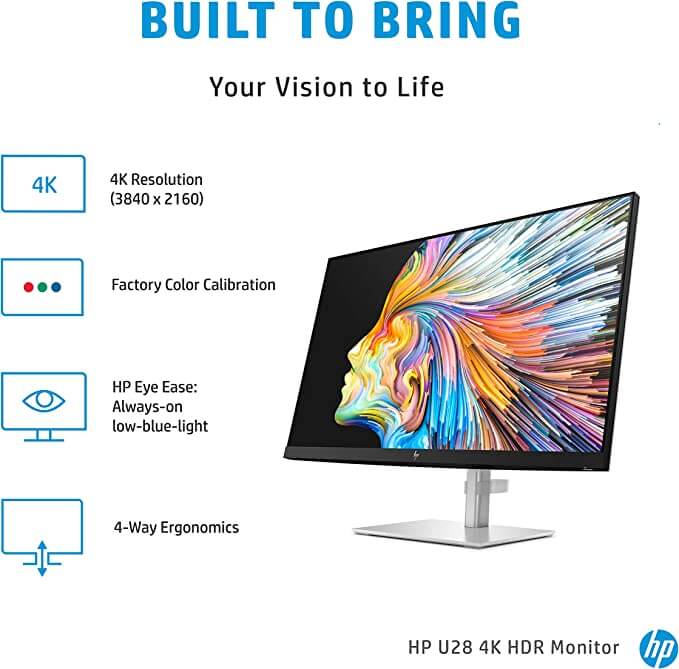 BUILT TO BRING
Your Vision to Life
4K
4K Resolution
(3840 x 2160)
Factory Color Calibration
HP Eye Ease:
Always-on
low-blue-light
4-Way Ergonomics
hp
HP U28 4K HDR Monitor
hp